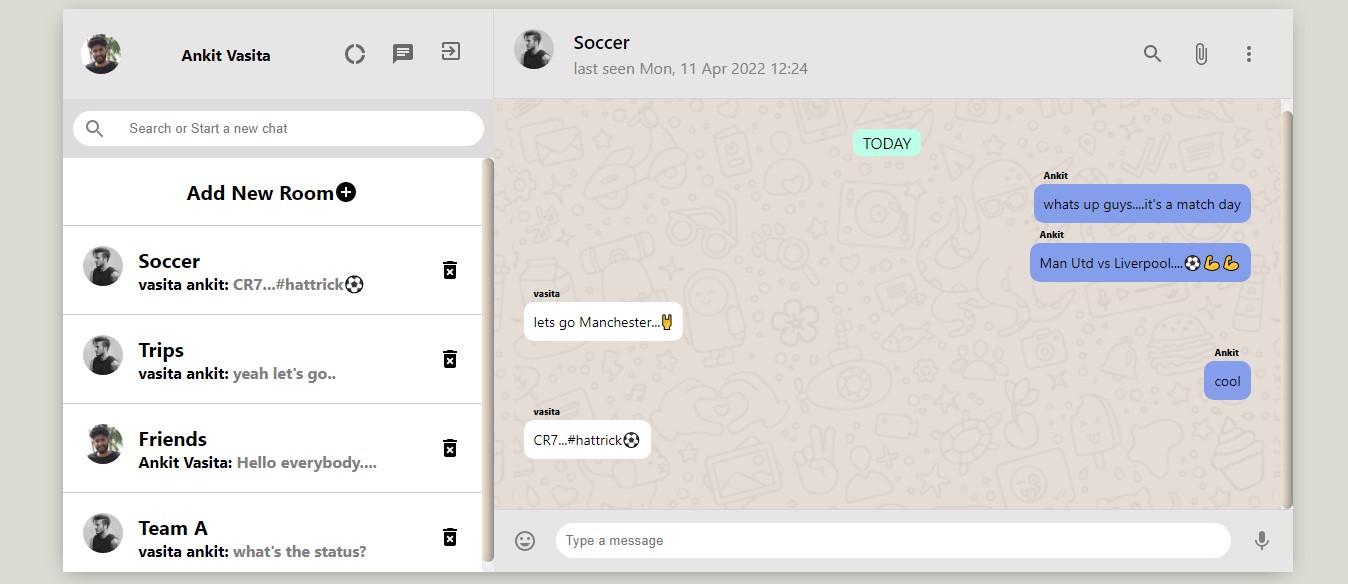 Ankit Vasita
Search or Start a new chat
Add New Room
Soccer
vasita ankit: CR7...#hattrick⚽
Trips
vasita ankit: yeah let's go..
Friends
Ankit Vasita: Hello everybody....
Team A
vasita ankit: what's the status?
Soccer
last seen Mon, 11 Apr 2022 12:24
TODAY
Ankit
whats up guys....it's a match day
Ankit
Man Utd vs Liverpool....⚽💪💪
vasita
lets go Manchester...🤘
Ankit
cool
vasita
CR7...#hattrick⚽
Type a message